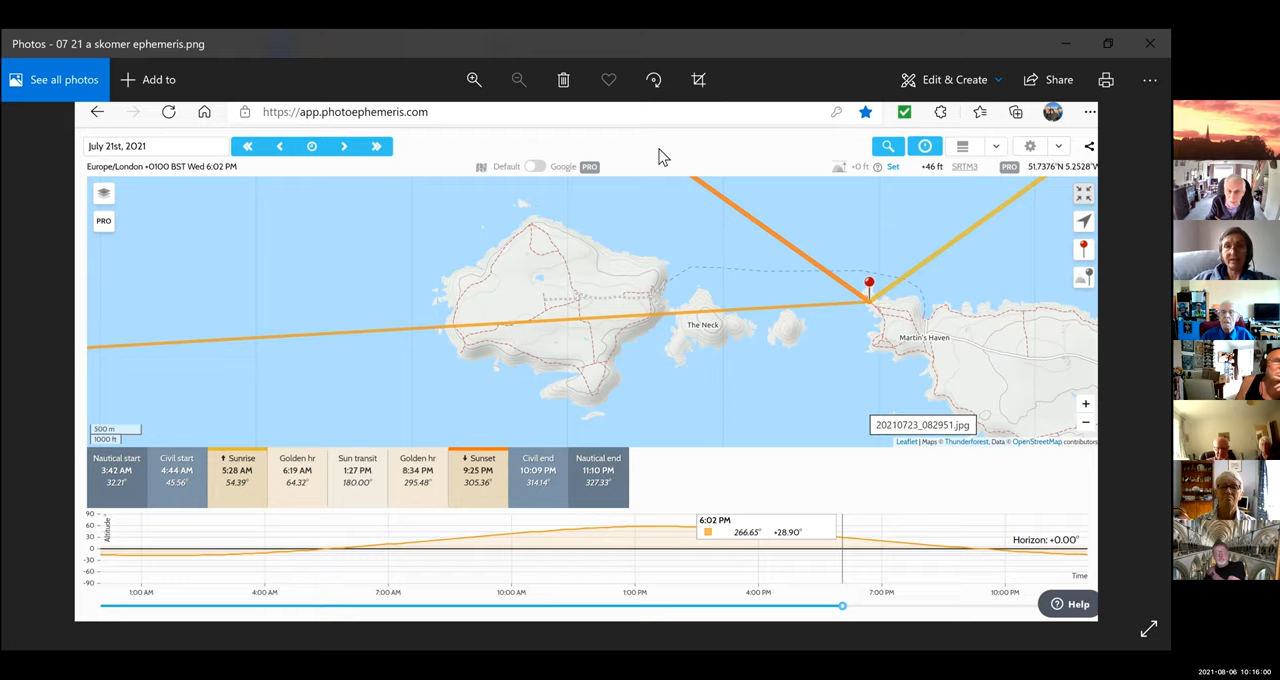 Photos - 07 21 a skomer ephemeris.png
See all photos
Add to
Edit & Create
Share
https://app.photoephemeris.com
July 21st, 2021
Europe/London +0100 BST Wed 6:02 PM
Default Google PRO
+0 ft Set +46 ft SRTM3 PRO 51.7376°N 5.2528°W
PRO
The Neck
Martin's Haven
20210723_082951.jpg
500 m
1000 ft
Leaflet | Maps © Thunderforest, Data © OpenStreetMap contributors
Nautical start Civil start Sunrise Golden hr Sun transit Golden hr Sunset Civil end Nautical end
3:42 AM 4:44 AM 5:28 AM 6:19 AM 1:27 PM 8:34 PM 9:25 PM 10:09 PM 11:10 PM
32.21° 45.56° 54.39° 64.32° 180.00° 295.48° 305.36° 314.14° 327.33°
Altitude
90
60
30
0
-30
-60
-90
6:02 PM
266.65° +28.90°
Horizon: +0.00°
Time
1:00 AM 4:00 AM 7:00 AM 10:00 AM 1:00 PM 4:00 PM 7:00 PM 10:00 PM
Help
2021-08-06 10:16:00